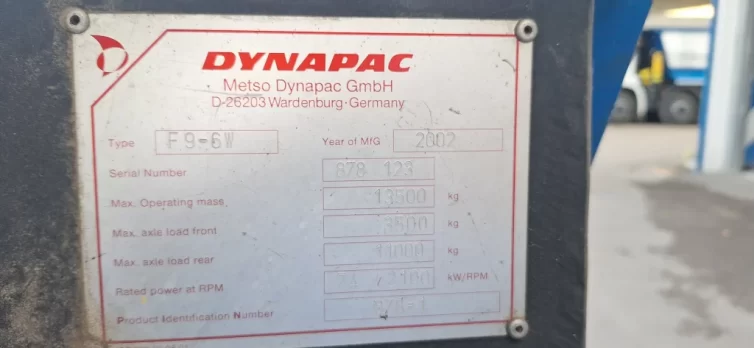 DYNAPAC
Metso Dynapac GmbH
D-26203 Wardenburg·Germany
Type F9-6W Year of MfG 2002
Serial Number 878 123
Max. Operating mass 13500 kg
Max. axle load front 3500 kg
Max. axle load rear 11000 kg
Rated power at RPM kW/RPM
Product Identification Number